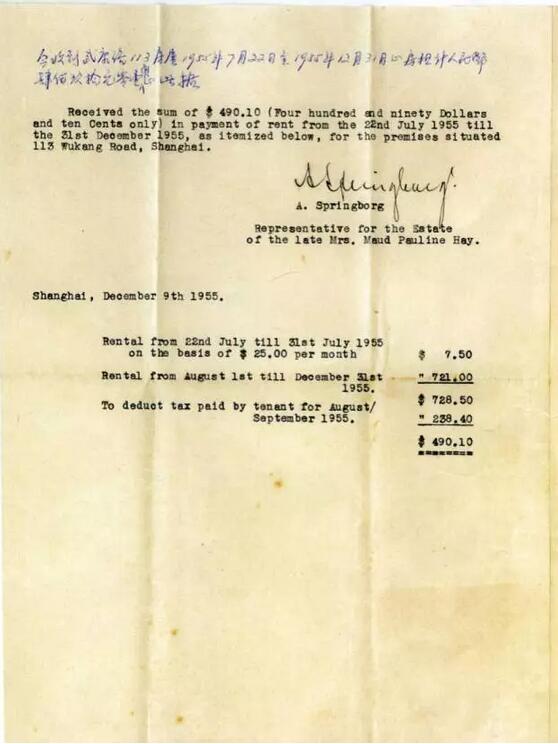 今收到武康路113房屋1955年7月22日至1955年12月31日止房租计人民币
肆佰玖拾元零壹角 此据
Received the sum of $ 490.10 (Four hundred and ninety Dollars
and ten Cents only) in payment of rent from the 22nd July 1955 till
the 31st December 1955, as itemized below, for the premises situated
113 Wukang Road, Shanghai.
A Springborg.
A. Springborg
Representative for the Estate
of the late Mrs. Maud Pauline Hay.
Shanghai, December 9th 1955.
Rental from 22nd July till 31st July 1955
on the basis of $ 25.00 per month $ 7.50
Rental from August 1st till December 31st
1955. " 721.00
$ 728.50
To deduct tax paid by tenant for August/
September 1955. " 238.40
$ 490.10